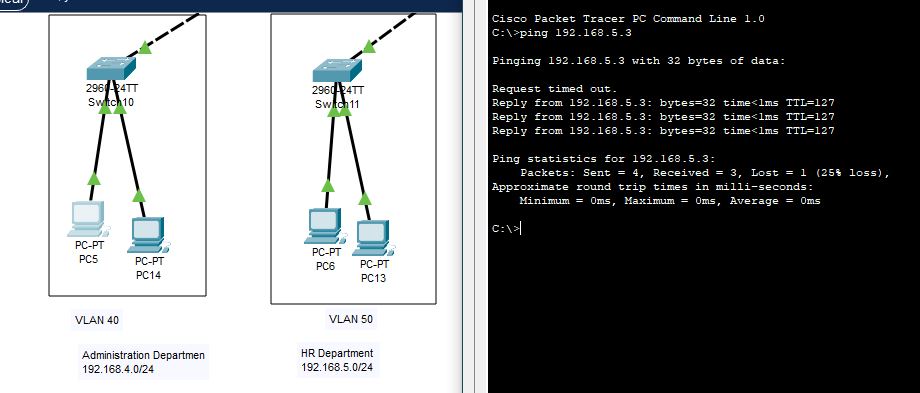 2960-24TT
Switch10
PC-PT
PC5
PC-PT
PC14
VLAN 40
Administration Departmen
192.168.4.0/24
2960-24TT
Switch11
PC-PT
PC6
PC-PT
PC13
VLAN 50
HR Department
192.168.5.0/24
Cisco Packet Tracer PC Command Line 1.0
C:\>ping 192.168.5.3
Pinging 192.168.5.3 with 32 bytes of data:
Request timed out.
Reply from 192.168.5.3: bytes=32 time<1ms TTL=127
Reply from 192.168.5.3: bytes=32 time<1ms TTL=127
Reply from 192.168.5.3: bytes=32 time<1ms TTL=127
Ping statistics for 192.168.5.3:
Packets: Sent = 4, Received = 3, Lost = 1 (25% loss),
Approximate round trip times in milli-seconds:
Minimum = 0ms, Maximum = 0ms, Average = 0ms
C:\>